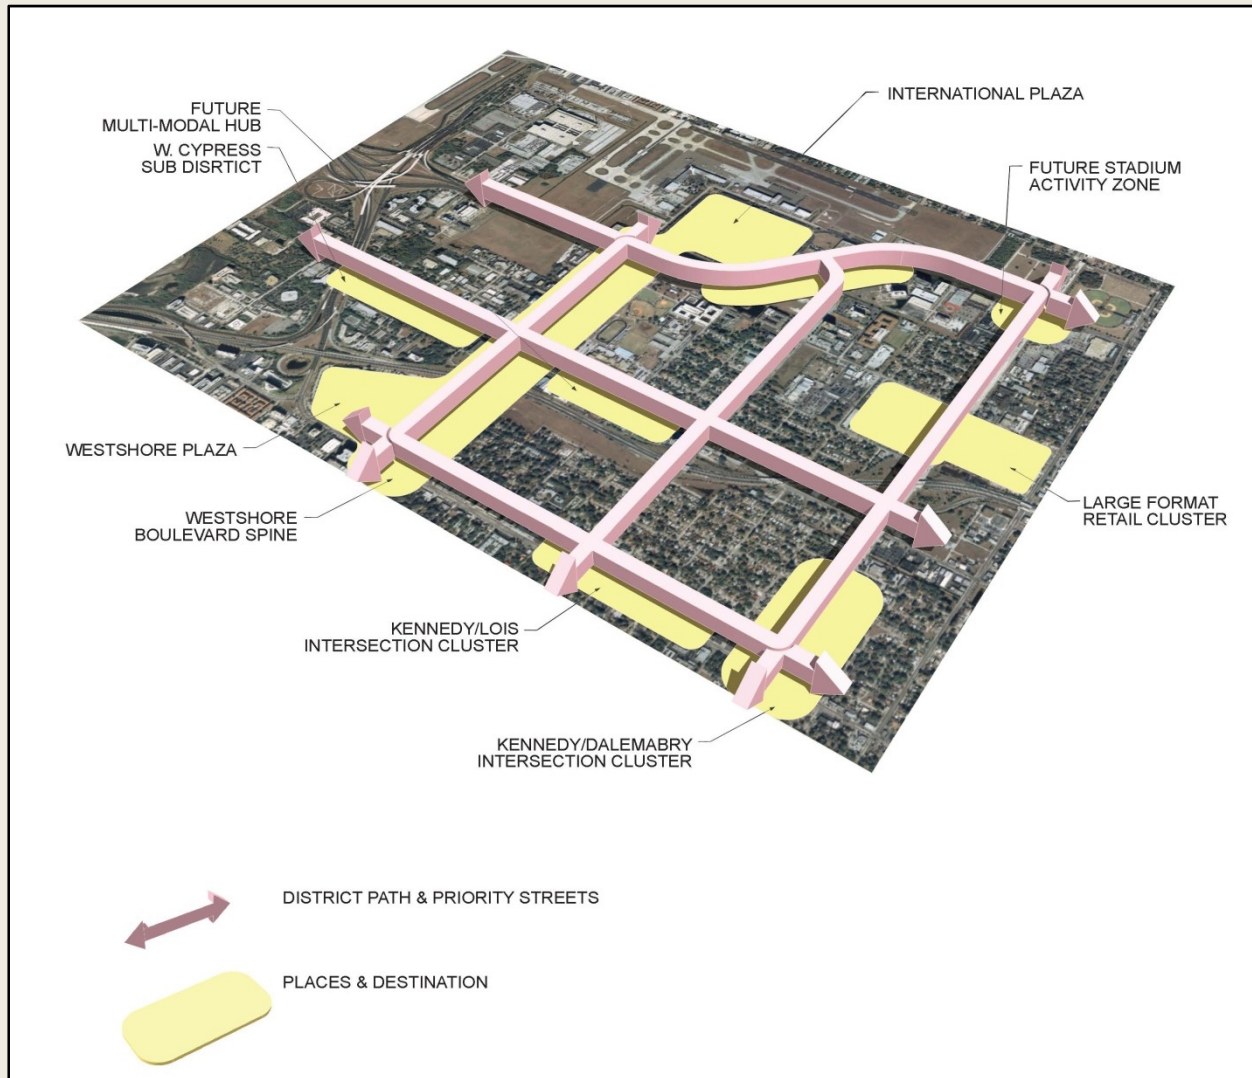 FUTURE
MULTI-MODAL HUB
W. CYPRESS
SUB DISRTICT
INTERNATIONAL PLAZA
FUTURE STADIUM
ACTIVITY ZONE
WESTSHORE PLAZA
WESTSHORE
BOULEVARD SPINE
LARGE FORMAT
RETAIL CLUSTER
KENNEDY/LOIS
INTERSECTION CLUSTER
KENNEDY/DALEMABRY
INTERSECTION CLUSTER
DISTRICT PATH & PRIORITY STREETS
PLACES & DESTINATION